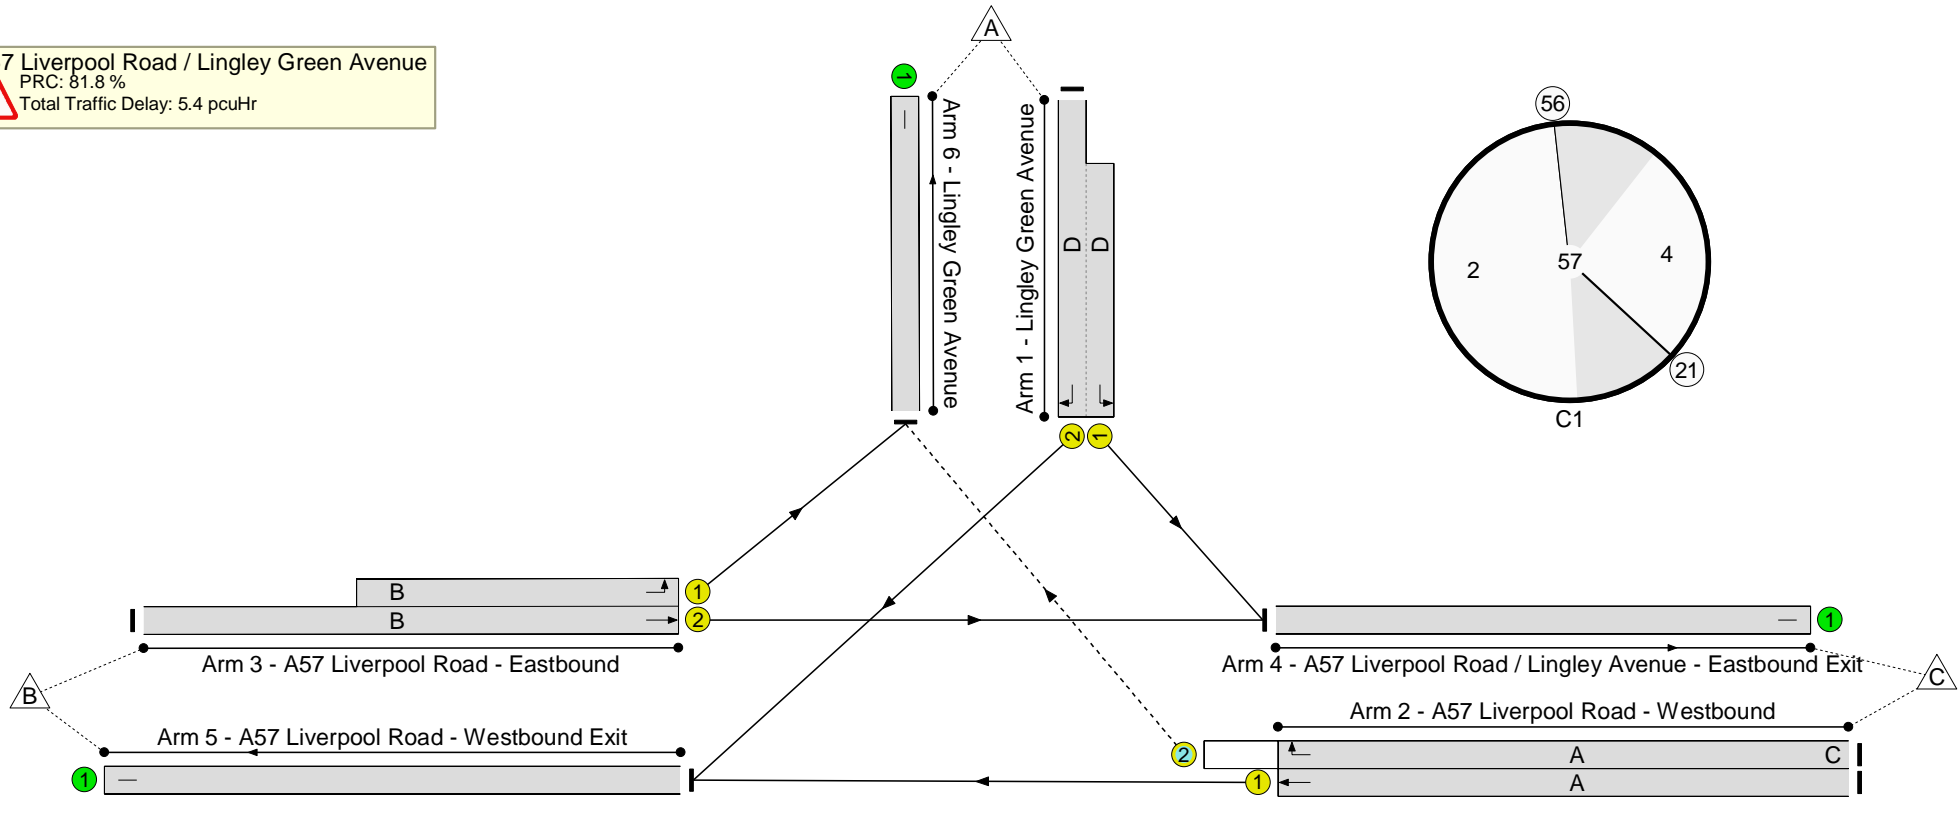 7 Liverpool Road / Lingley Green Avenue
PRC: 81.8 %
Total Traffic Delay: 5.4 pcuHr
A
1
Arm 6 - Lingley Green Avenue
Arm 1 - Lingley Green Avenue
D
D
2
1
56
2
57
4
21
C1
B
1
B
2
Arm 3 - A57 Liverpool Road - Eastbound
1
Arm 4 - A57 Liverpool Road / Lingley Avenue - Eastbound Exit
B
C
Arm 5 - A57 Liverpool Road - Westbound Exit
1
Arm 2 - A57 Liverpool Road - Westbound
2
A
C
1
A